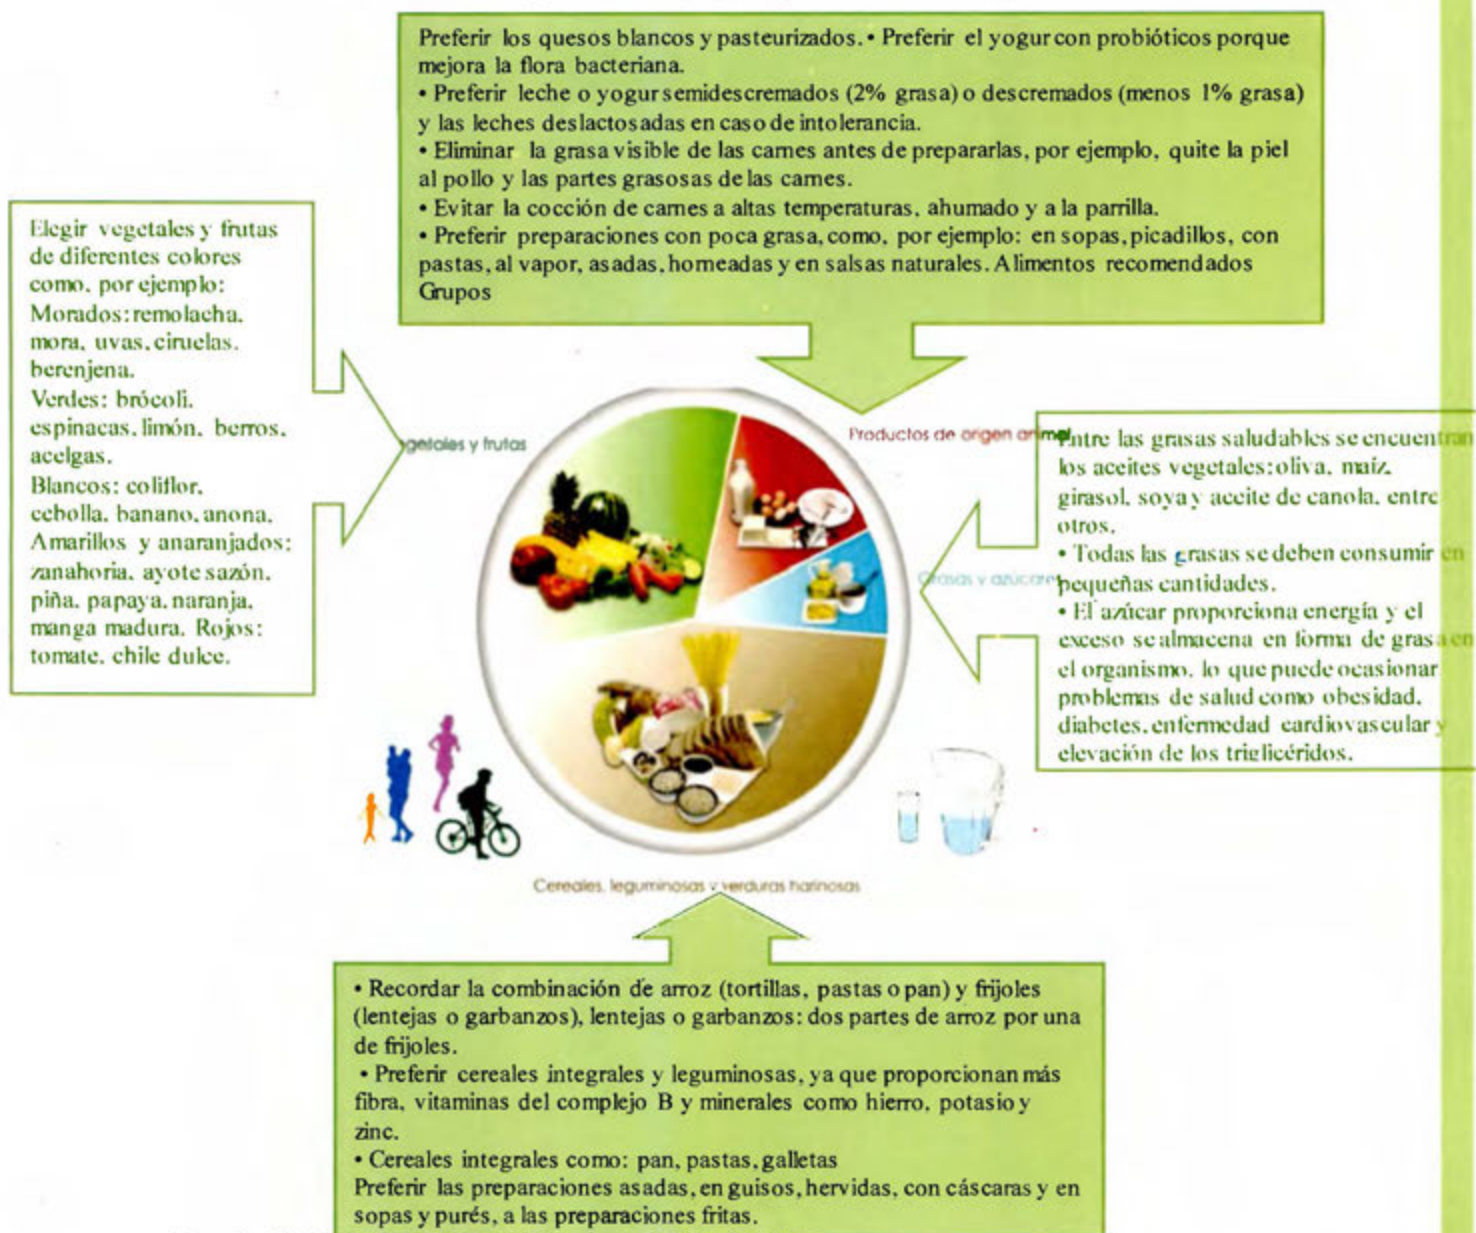 Preferir los quesos blancos y pasteurizados. • Preferir el yogur con probióticos porque
mejora la flora bacteriana.
• Preferir leche o yogur semidescremados (2% grasa) o descremados (menos 1% grasa)
y las leches deslactosadas en caso de intolerancia.
• Eliminar la grasa visible de las carnes antes de prepararlas, por ejemplo, quite la piel
al pollo y las partes grasosas de las carnes.
• Evitar la cocción de carnes a altas temperaturas, ahumado y a la parrilla.
• Preferir preparaciones con poca grasa, como, por ejemplo: en sopas, picadillos, con
pastas, al vapor, asadas, horneadas y en salsas naturales. Alimentos recomendados
Grupos
Elegir vegetales y frutas
de diferentes colores
como, por ejemplo:
Morados: remolacha,
mora, uvas, ciruelas,
berenjena.
Verdes: brócoli,
espinacas, limón, berros,
acelgas.
Blancos: coliflor,
cebolla, banano, anona.
Amarillos y anaranjados:
zanahoria, ayote sazón,
piña, papaya, naranja,
manga madura. Rojos:
tomate, chile dulce.
getales y frutas
Productos de origen animal
Entre las grasas saludables se encuentran
los aceites vegetales: oliva, maíz,
girasol, soya y aceite de canola, entre
otros.
• Todas las grasas se deben consumir en
pequeñas cantidades.
• El azúcar proporciona energía y el
exceso se almacena en forma de grasa en
el organismo, lo que puede ocasionar
problemas de salud como obesidad,
diabetes, enfermedad cardiovascular y
elevación de los triglicéridos.
Grasas y azúcares
Cereales, leguminosas y verduras harinosas
• Recordar la combinación de arroz (tortillas, pastas o pan) y frijoles
(lentejas o garbanzos), lentejas o garbanzos: dos partes de arroz por una
de frijoles.
• Preferir cereales integrales y leguminosas, ya que proporcionan más
fibra, vitaminas del complejo B y minerales como hierro, potasio y
zinc.
• Cereales integrales como: pan, pastas, galletas
Preferir las preparaciones asadas, en guisos, hervidas, con cáscaras y en
sopas y purés, a las preparaciones fritas.